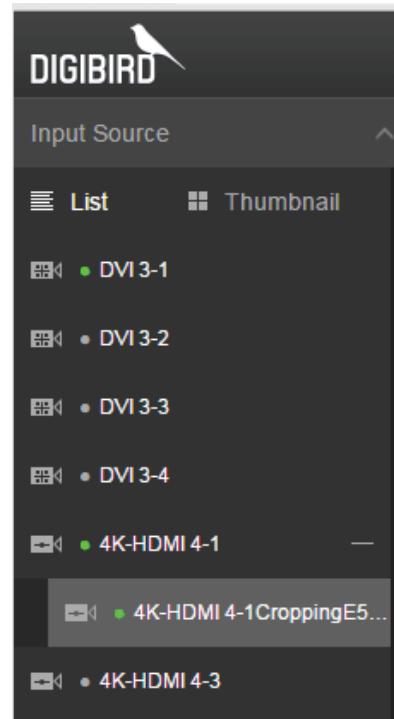 DIGIBIRD
Input Source
List Thumbnail
DVI 3-1
DVI 3-2
DVI 3-3
DVI 3-4
4K-HDMI 4-1
4K-HDMI 4-1CroppingE5...
4K-HDMI 4-3